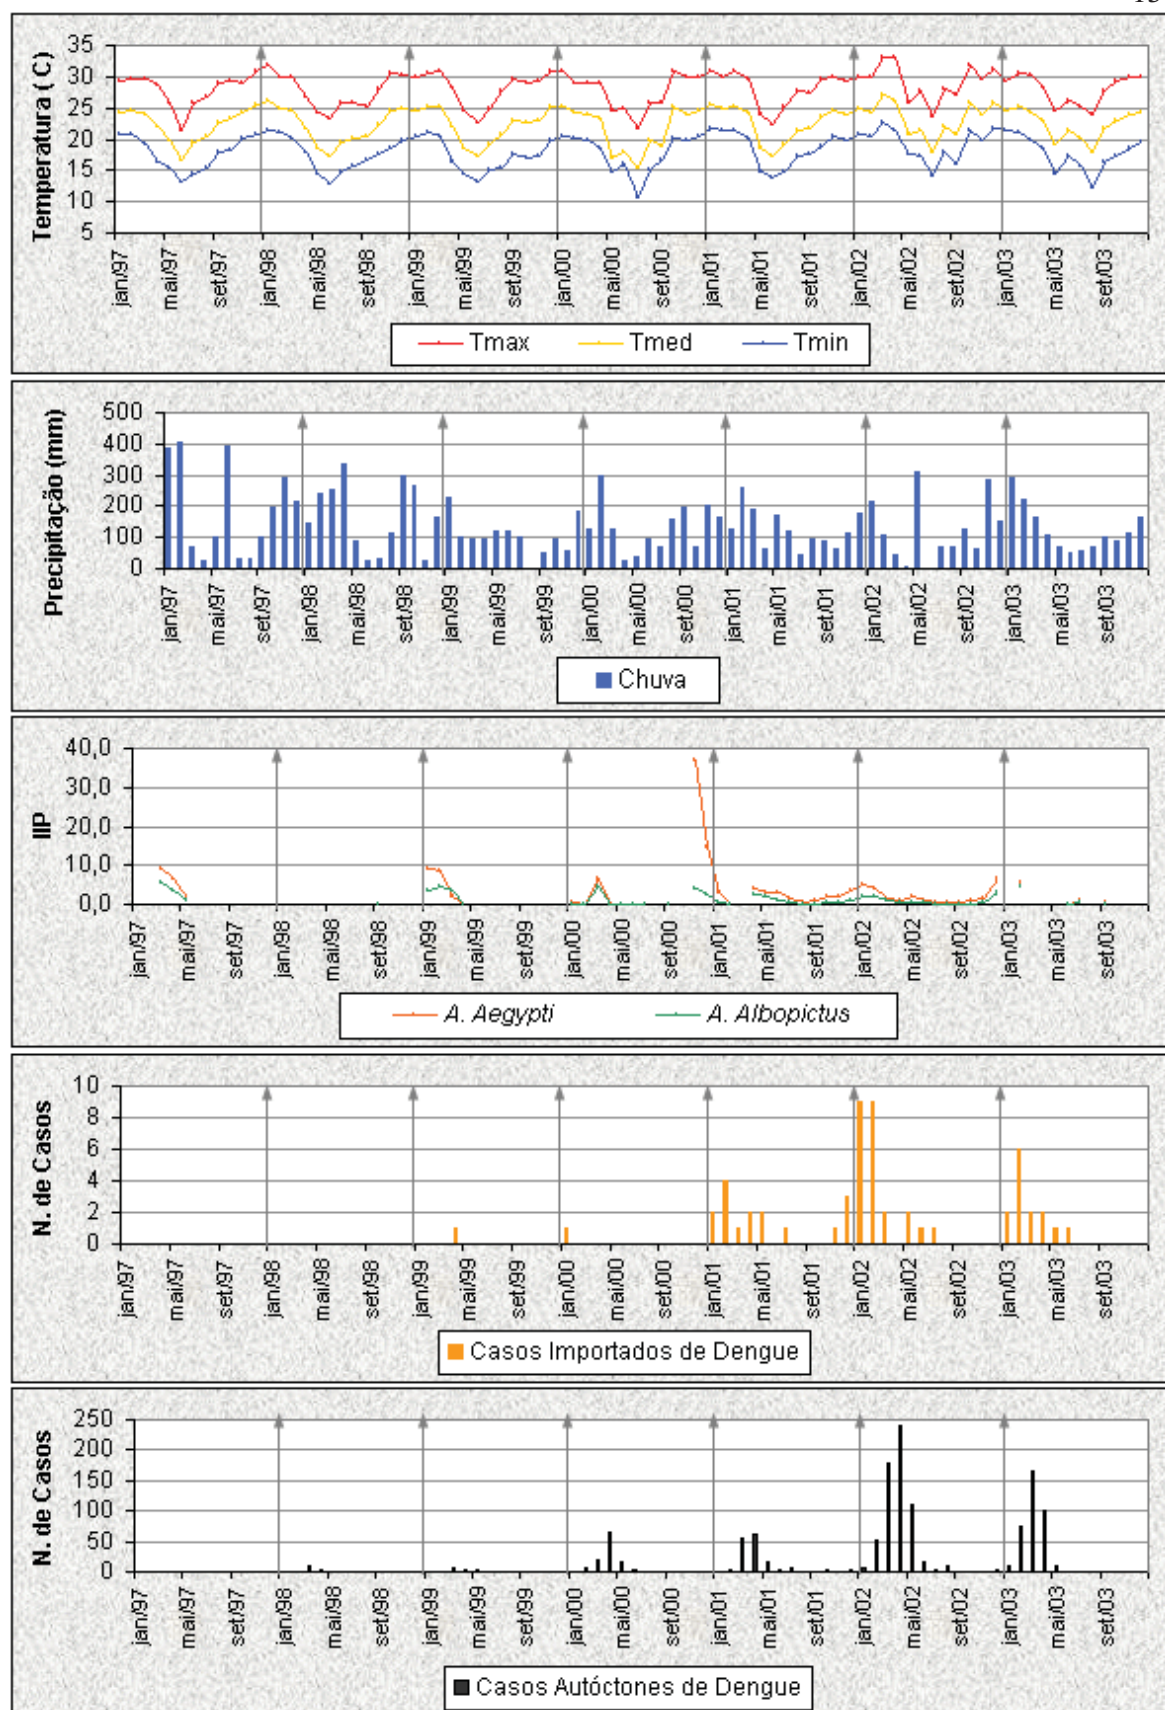 Temperatura ( C)
35
30
25
20
15
10
5
jan/97 mai/97 set/97 jan/98 mai/98 set/98 jan/99 mai/99 set/99 jan/00 mai/00 set/00 jan/01 mai/01 set/01 jan/02 mai/02 set/02 jan/03 mai/03 set/03
Tmax Tmed Tmin
Precipitação (mm)
500
400
300
200
100
0
jan/97 mai/97 set/97 jan/98 mai/98 set/98 jan/99 mai/99 set/99 jan/00 mai/00 set/00 jan/01 mai/01 set/01 jan/02 mai/02 set/02 jan/03 mai/03 set/03
Chuva
IIP
40,0
30,0
20,0
10,0
0,0
jan/97 mai/97 set/97 jan/98 mai/98 set/98 jan/99 mai/99 set/99 jan/00 mai/00 set/00 jan/01 mai/01 set/01 jan/02 mai/02 set/02 jan/03 mai/03 set/03
A. Aegypti A. Albopictus
N. de Casos
10
8
6
4
2
0
jan/97 mai/97 set/97 jan/98 mai/98 set/98 jan/99 mai/99 set/99 jan/00 mai/00 set/00 jan/01 mai/01 set/01 jan/02 mai/02 set/02 jan/03 mai/03 set/03
Casos Importados de Dengue
N. de Casos
250
200
150
100
50
0
jan/97 mai/97 set/97 jan/98 mai/98 set/98 jan/99 mai/99 set/99 jan/00 mai/00 set/00 jan/01 mai/01 set/01 jan/02 mai/02 set/02 jan/03 mai/03 set/03
Casos Autóctones de Dengue